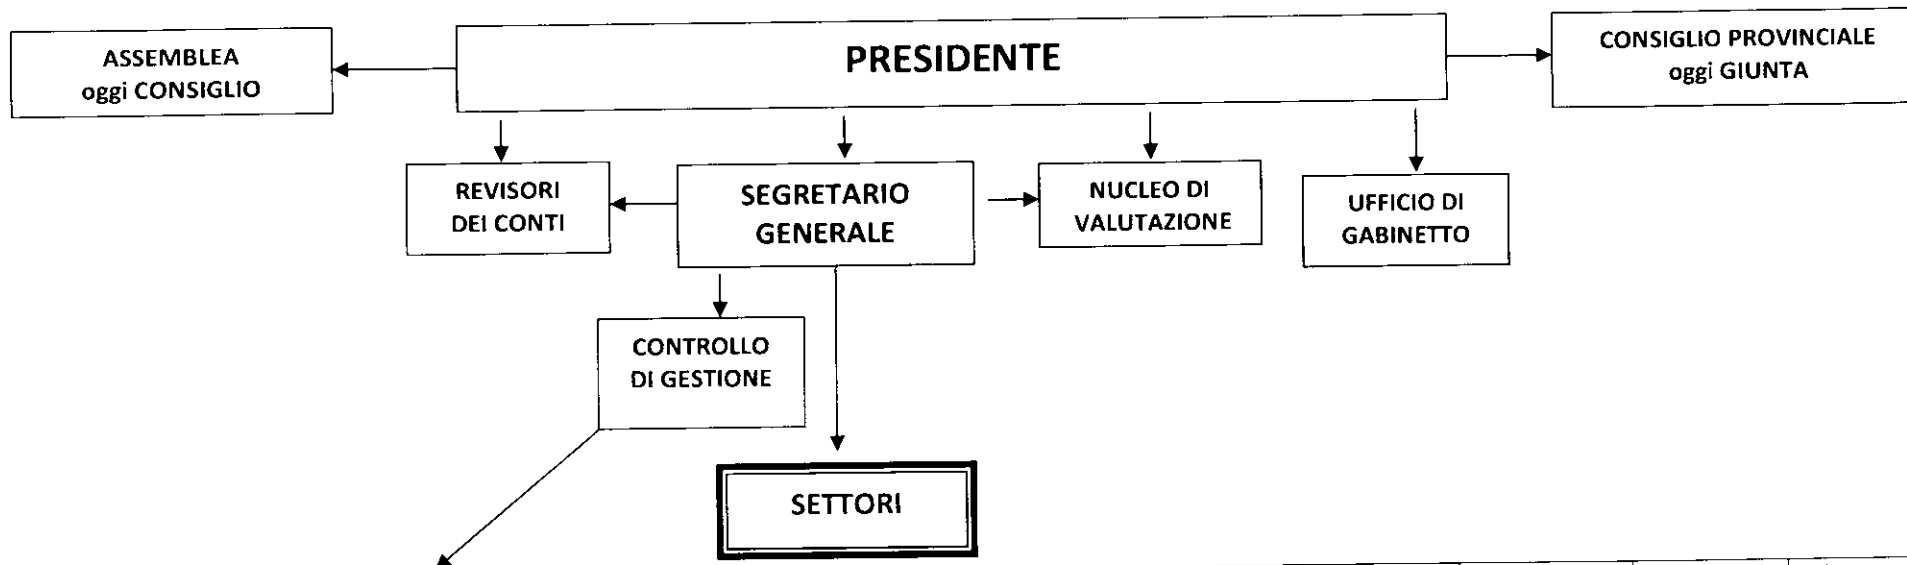 ASSEMBLEA
oggi CONSIGLIO
PRESIDENTE
CONSIGLIO PROVINCIALE
oggi GIUNTA
REVISORI
DEI CONTI
SEGRETARIO
GENERALE
NUCLEO DI
VALUTAZIONE
UFFICIO DI
GABINETTO
CONTROLLO
DI GESTIONE
SETTORI